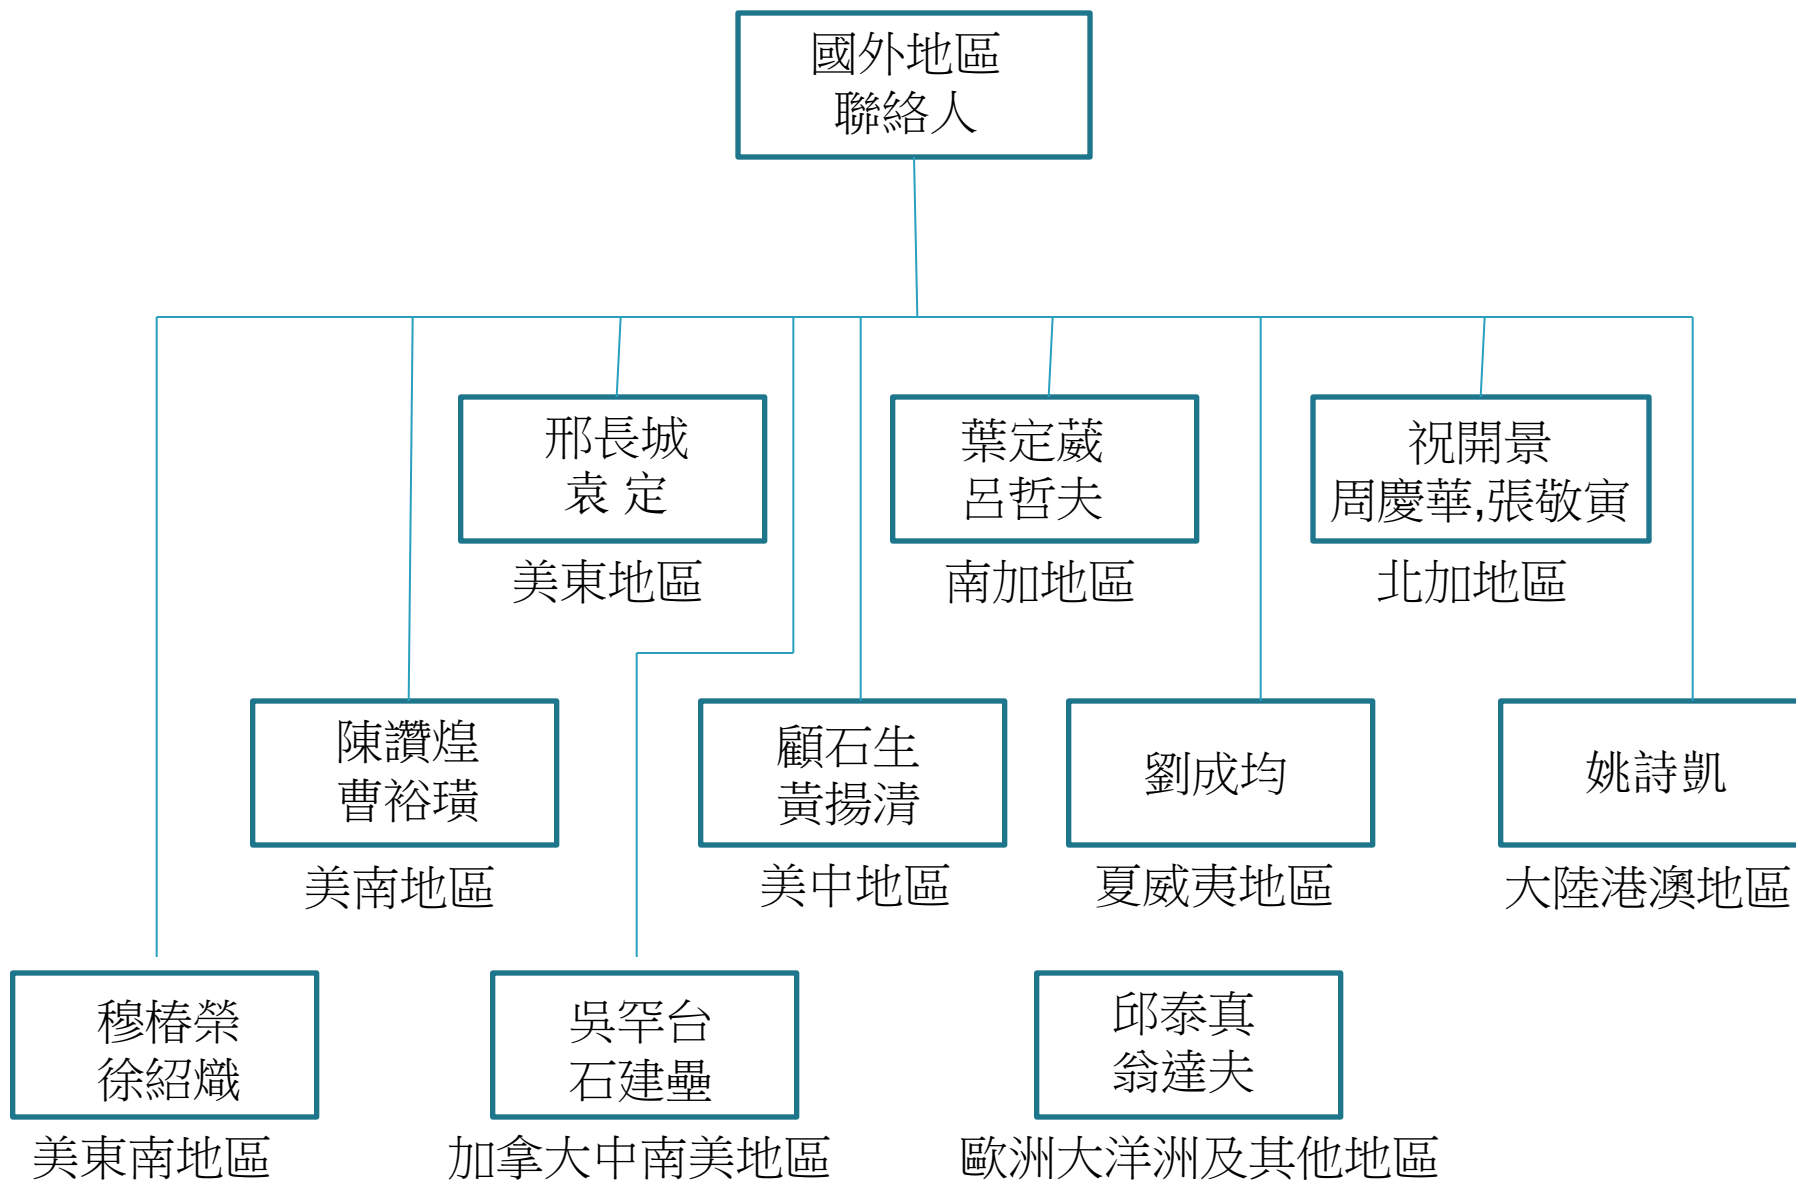 國外地區
聯絡人
邢長城
袁 定
美東地區
葉定葳
呂哲夫
南加地區
祝開景
周慶華,張敬寅
北加地區
陳讚煌
曹裕璜
美南地區
顧石生
黃揚清
美中地區
劉成均
夏威夷地區
姚詩凱
大陸港澳地區
穆椿榮
徐紹熾
美東南地區
吳罕台
石建壘
加拿大中南美地區
邱泰真
翁達夫
歐洲大洋洲及其他地區